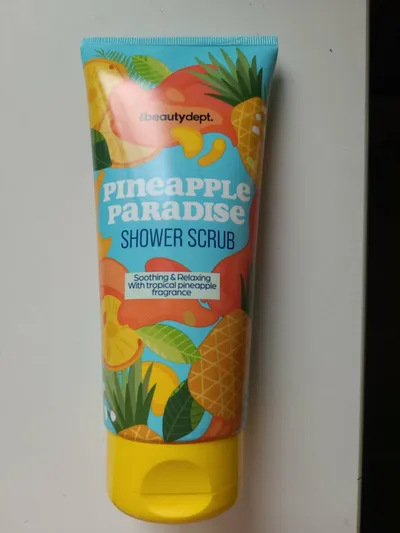 #beautydept.
PINEAPPLE
PARADISE
SHOWER SCRUB
Soothing & Relaxing
With tropical pineapple
fragrance